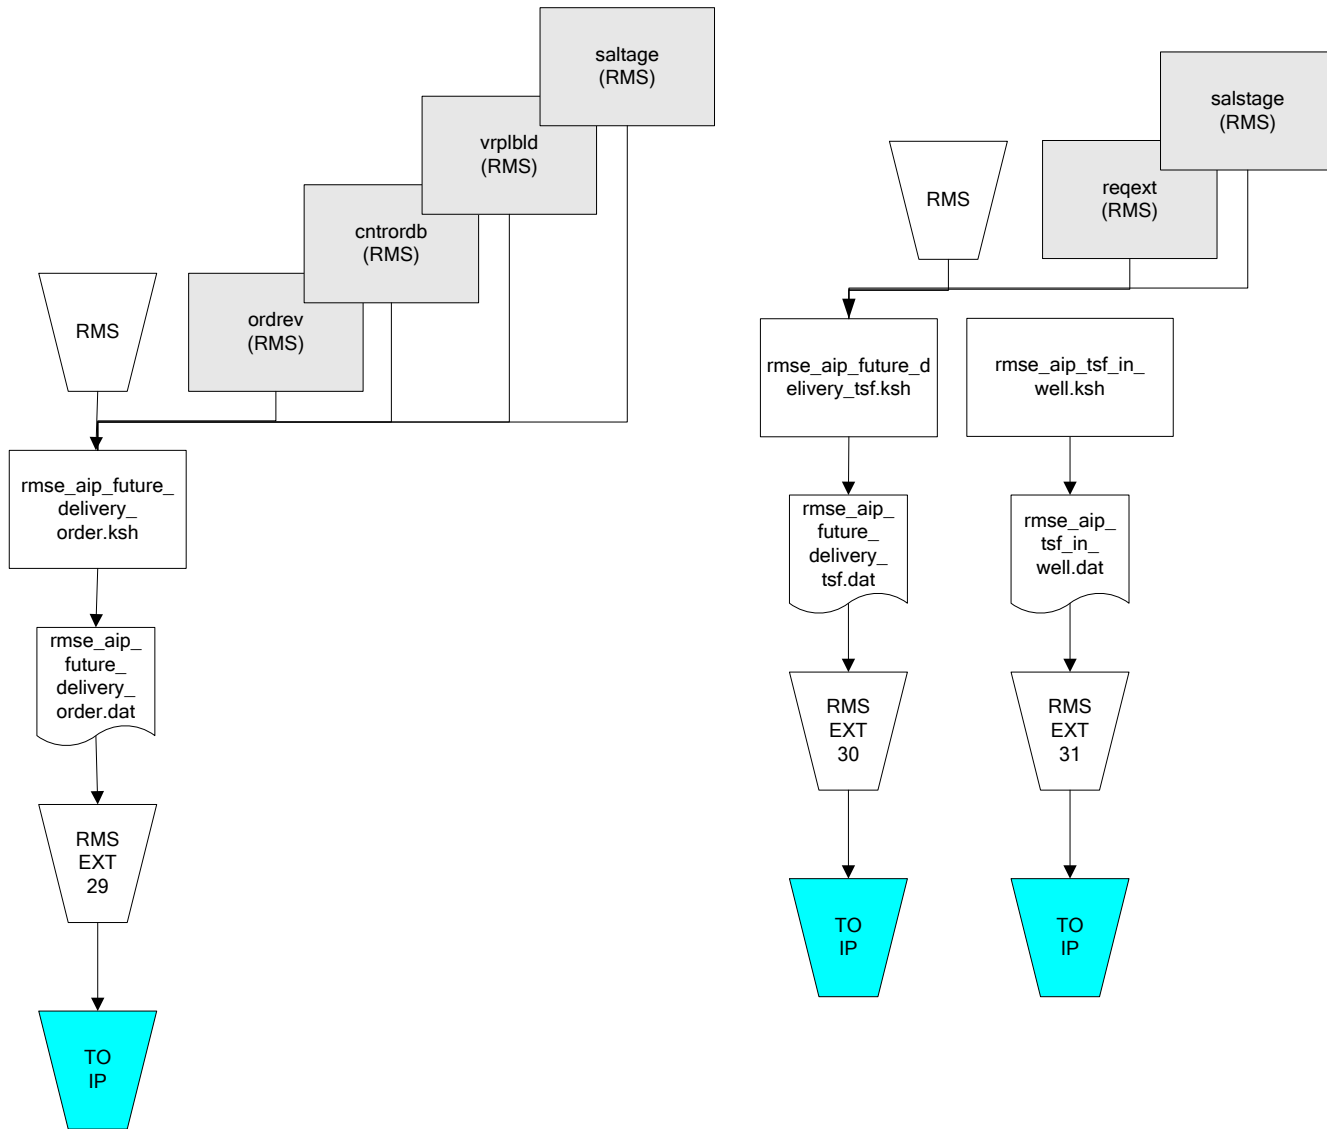 saltage
(RMS)
vrplbld
(RMS)
cntrordb
(RMS)
ordrev
(RMS)
RMS
rmse_aip_future_
delivery_
order.ksh
rmse_aip_
future_
delivery_
order.dat
RMS
EXT
29
TO
IP
salstage
(RMS)
reqext
(RMS)
RMS
rmse_aip_future_d
elivery_tsf.ksh
rmse_aip_
future_
delivery_
tsf.dat
RMS
EXT
30
TO
IP
rmse_aip_tsf_in_
well.ksh
rmse_aip_
tsf_in_
well.dat
RMS
EXT
31
TO
IP